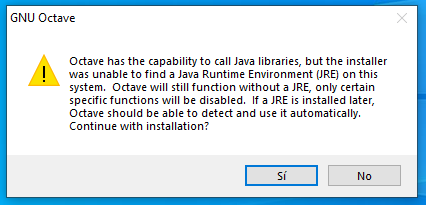 GNU Octave
Octave has the capability to call Java libraries, but the installer
was unable to find a Java Runtime Environment (JRE) on this
system.  Octave will still function without a JRE, only certain
specific functions will be disabled.  If a JRE is installed later,
Octave should be able to detect and use it automatically.
Continue with installation?
Sí
No